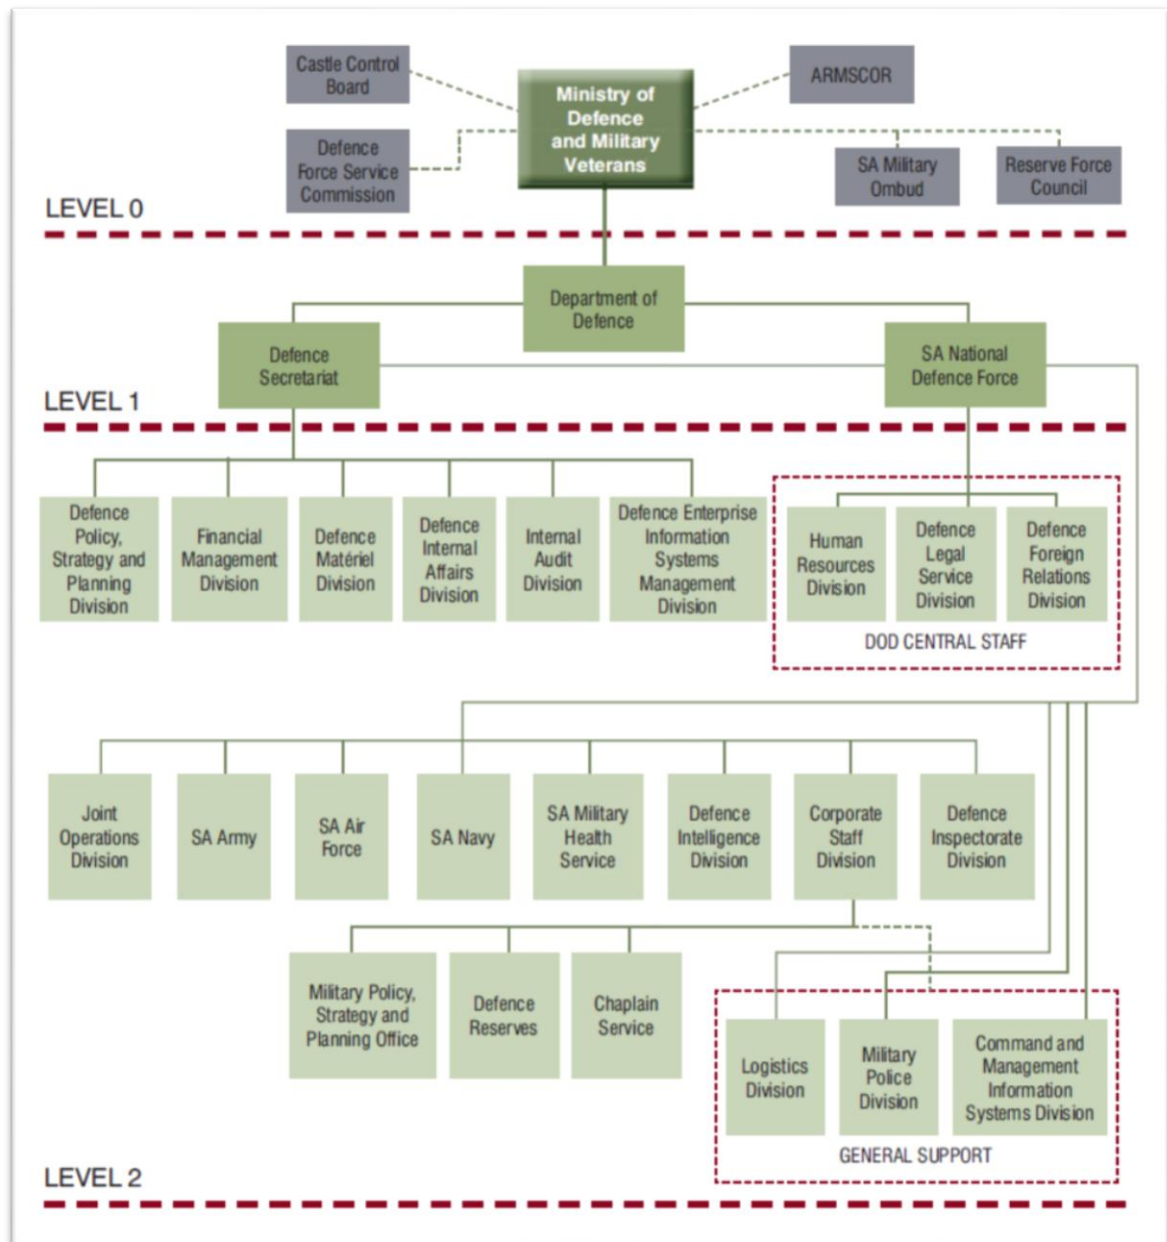 Castle Control
Board
Ministry of
Defence
and Military
Veterans
ARMSCOR
Defence
Force Service
Commission
SA Military
Ombud
Reserve Force
Council
LEVEL 0
Department of
Defence
Defence
Secretariat
SA National
Defence Force
LEVEL 1
Defence
Policy,
Strategy and
Planning
Division
Financial
Management
Division
Defence
Matériel
Division
Defence
Internal
Affairs
Division
Internal
Audit
Division
Defence Enterprise
Information
Systems
Management
Division
Human
Resources
Division
Defence
Legal
Service
Division
Defence
Foreign
Relations
Division
DOD CENTRAL STAFF
Joint
Operations
Division
SA Army
SA Air
Force
SA Navy
SA Military
Health
Service
Defence
Intelligence
Division
Corporate
Staff
Division
Defence
Inspectorate
Division
Military Policy,
Strategy and
Planning Office
Defence
Reserves
Chaplain
Service
Logistics
Division
Military
Police
Division
Command and
Management
Information
Systems Division
GENERAL SUPPORT
LEVEL 2